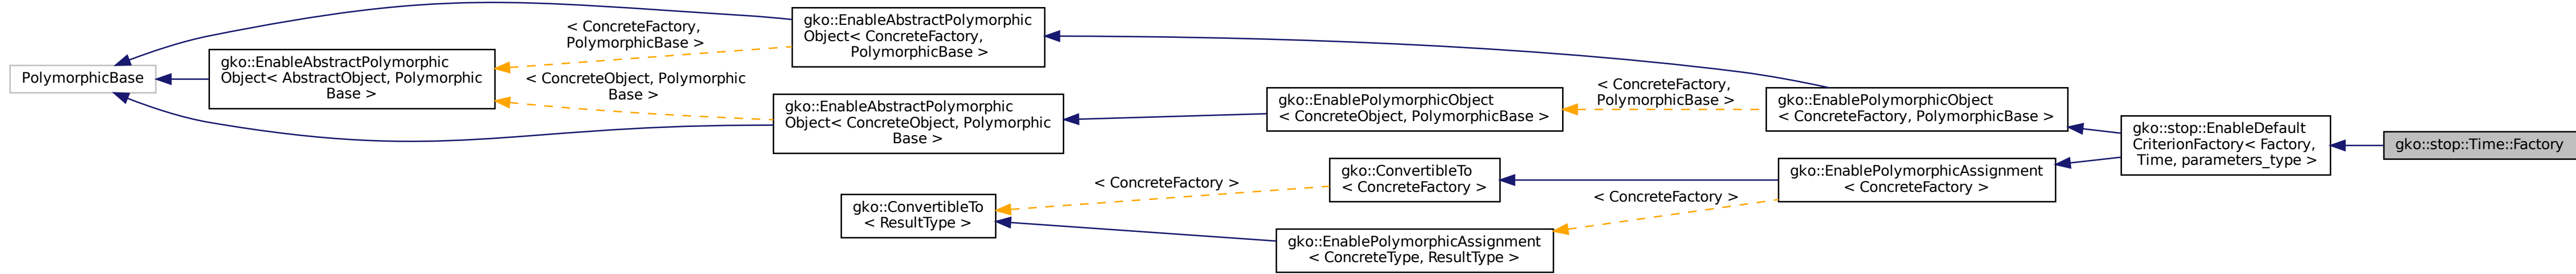 PolymorphicBase
gko::EnableAbstractPolymorphic
Object< AbstractObject, Polymorphic
Base >
< ConcreteFactory,
PolymorphicBase >
< ConcreteObject, Polymorphic
Base >
gko::EnableAbstractPolymorphic
Object< ConcreteFactory,
PolymorphicBase >
gko::EnableAbstractPolymorphic
Object< ConcreteObject, Polymorphic
Base >
gko::ConvertibleTo
< ResultType >
< ConcreteFactory >
gko::EnablePolymorphicObject
< ConcreteObject, PolymorphicBase >
gko::ConvertibleTo
< ConcreteFactory >
gko::EnablePolymorphicAssignment
< ConcreteType, ResultType >
< ConcreteFactory,
PolymorphicBase >
< ConcreteFactory >
gko::EnablePolymorphicObject
< ConcreteFactory, PolymorphicBase >
gko::EnablePolymorphicAssignment
< ConcreteFactory >
gko::stop::EnableDefault
CriterionFactory< Factory,
Time, parameters_type >
gko::stop::Time::Factory